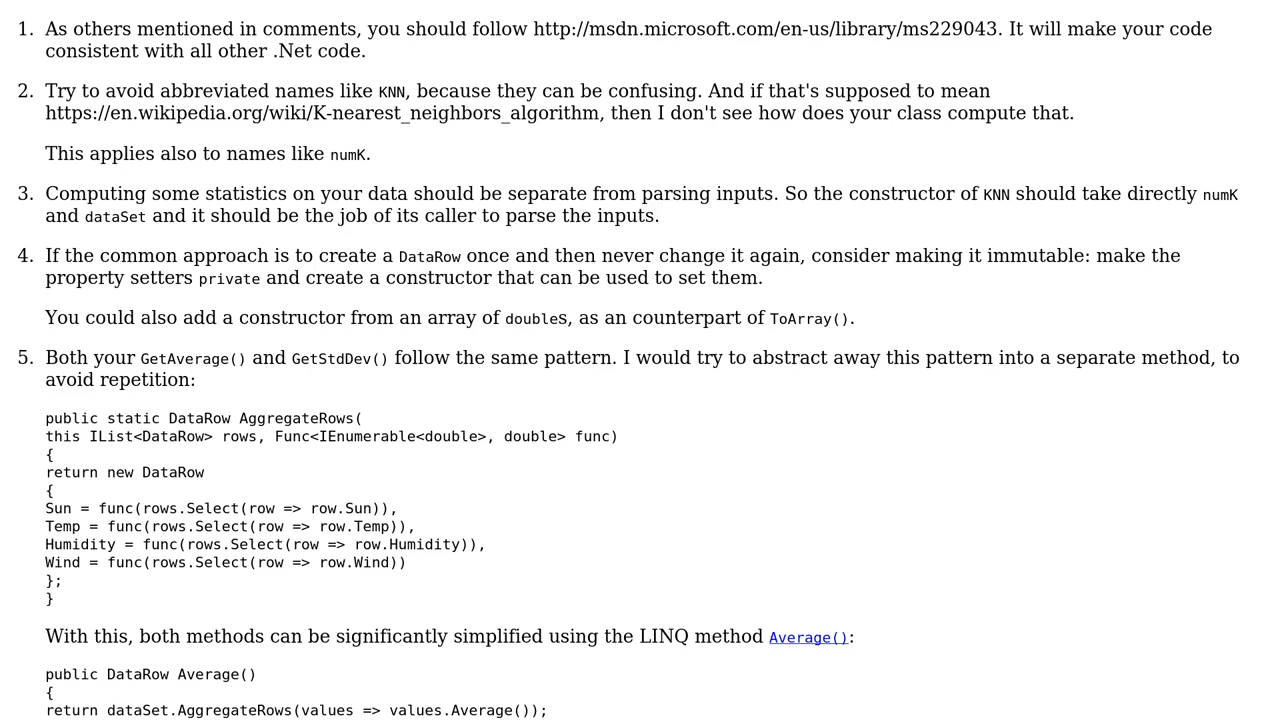 1. As others mentioned in comments, you should follow http://msdn.microsoft.com/en-us/library/ms229043. It will make your code
consistent with all other .Net code.
2. Try to avoid abbreviated names like KNN, because they can be confusing. And if that's supposed to mean
https://en.wikipedia.org/wiki/K-nearest_neighbors_algorithm, then I don't see how does your class compute that.
This applies also to names like numK.
3. Computing some statistics on your data should be separate from parsing inputs. So the constructor of KNN should take directly numK
and dataSet and it should be the job of its caller to parse the inputs.
4. If the common approach is to create a DataRow once and then never change it again, consider making it immutable: make the
property setters private and create a constructor that can be used to set them.
You could also add a constructor from an array of doubles, as an counterpart of ToArray().
5. Both your GetAverage() and GetStdDev() follow the same pattern. I would try to abstract away this pattern into a separate method, to
avoid repetition:
public static DataRow AggregateRows(
this IList<DataRow> rows, Func<IEnumerable<double>, double> func)
{
return new DataRow
{
Sun = func(rows.Select(row => row.Sun)),
Temp = func(rows.Select(row => row.Temp)),
Humidity = func(rows.Select(row => row.Humidity)),
Wind = func(rows.Select(row => row.Wind))
};
}
With this, both methods can be significantly simplified using the LINQ method Average():
public DataRow Average()
{
return dataSet.AggregateRows(values => values.Average());